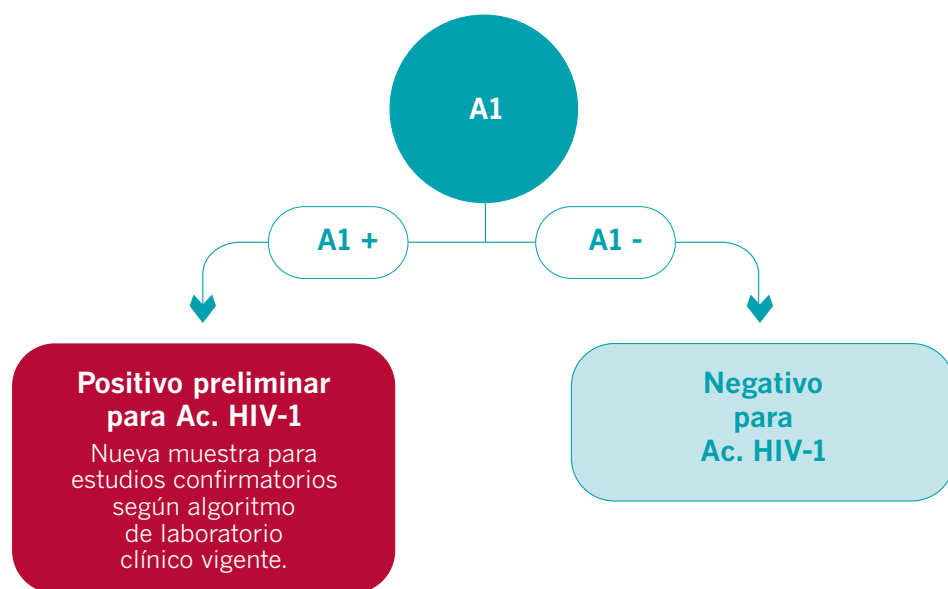 A1
A1 +
A1 -
Positivo preliminar
para Ac. HIV-1
Nueva muestra para
estudios confirmatorios
según algoritmo
de laboratorio
clínico vigente.
Negativo
para
Ac. HIV-1